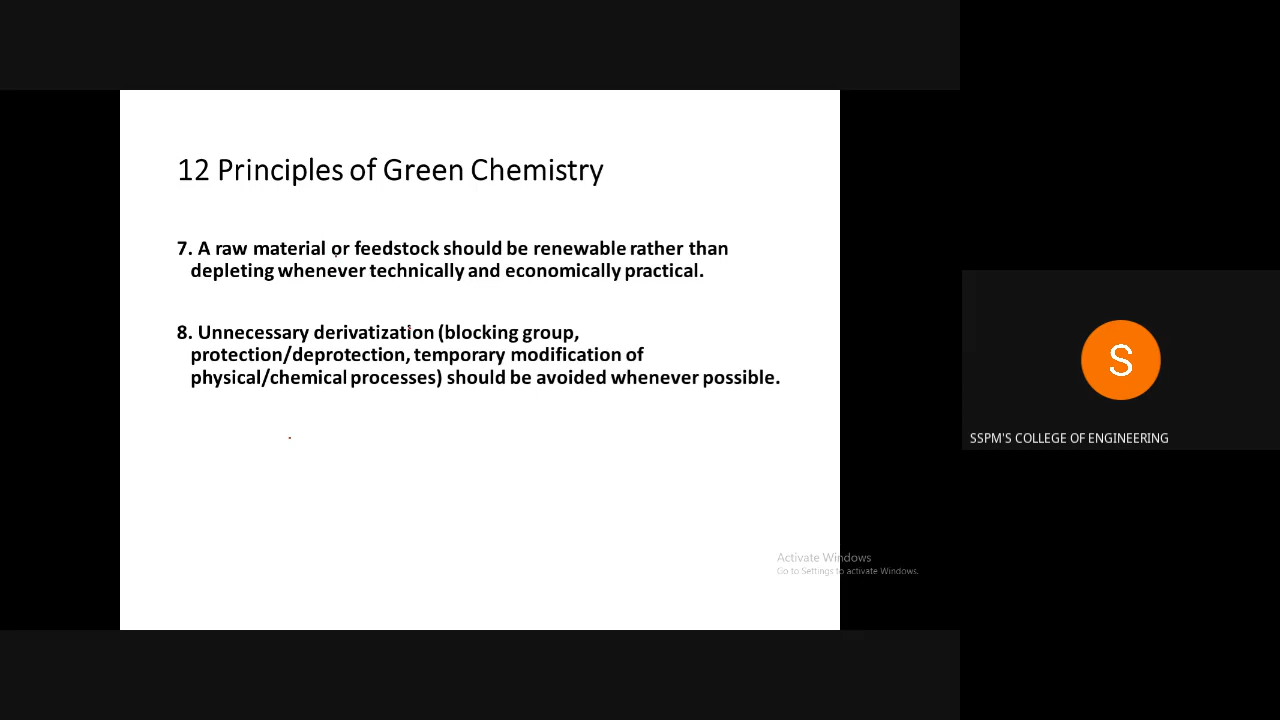 12 Principles of Green Chemistry
7. A raw material or feedstock should be renewable rather than
depleting whenever technically and economically practical.
8. Unnecessary derivatization (blocking group,
protection/deprotection, temporary modification of
physical/chemical processes) should be avoided whenever possible.
S
SSPM'S COLLEGE OF ENGINEERING
Activate Windows
Go to Settings to activate Windows.